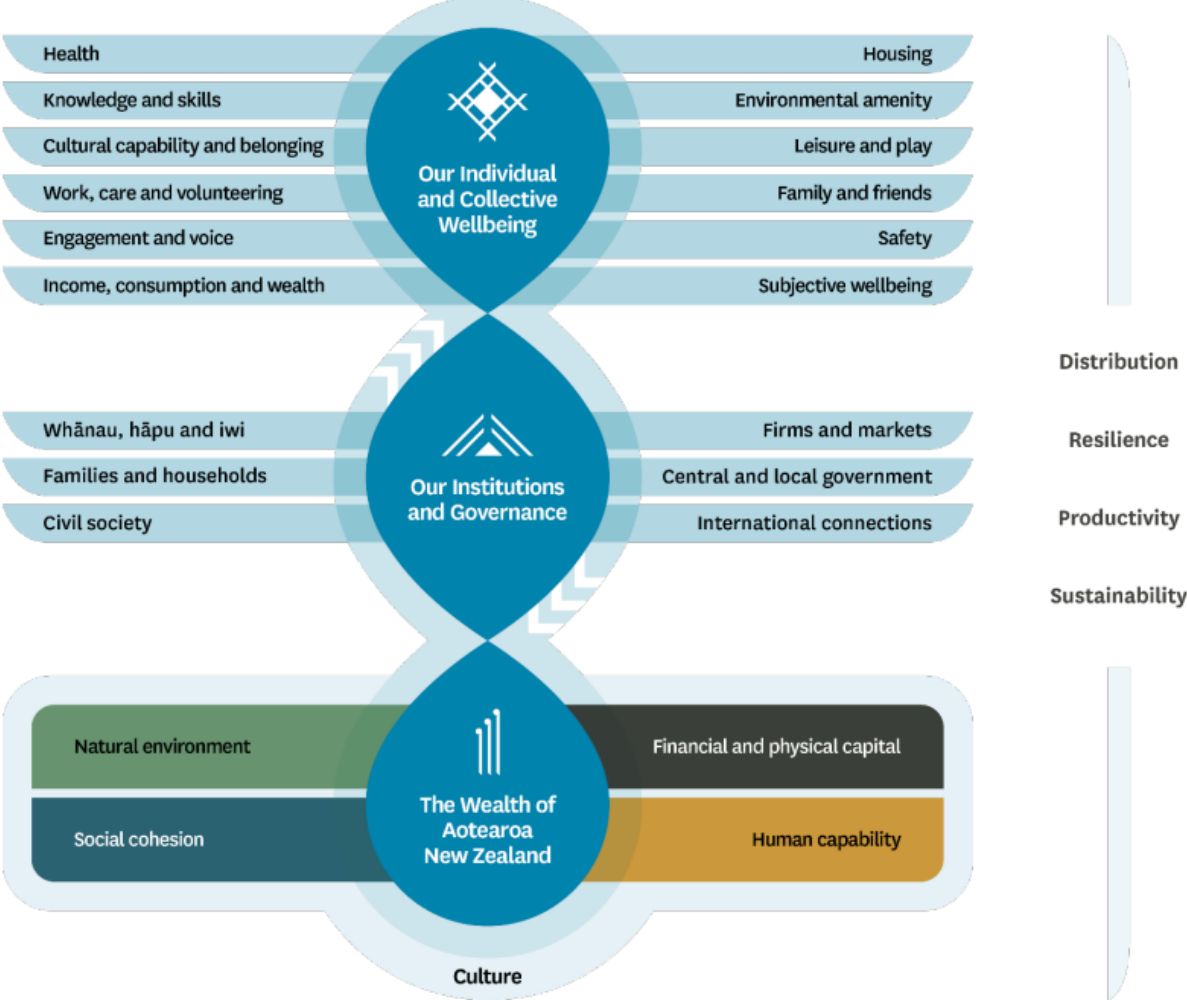 Health
Housing
Knowledge and skills
Environmental amenity
Cultural capability and belonging
Leisure and play
Work, care and volunteering
Family and friends
Engagement and voice
Safety
Income, consumption and wealth
Subjective wellbeing
Our Individual
and Collective
Wellbeing
Whānau, hāpu and iwi
Firms and markets
Families and households
Central and local government
Civil society
International connections
Our Institutions
and Governance
Natural environment
Financial and physical capital
Social cohesion
Human capability
The Wealth of
Aotearoa
New Zealand
Culture
Distribution
Resilience
Productivity
Sustainability